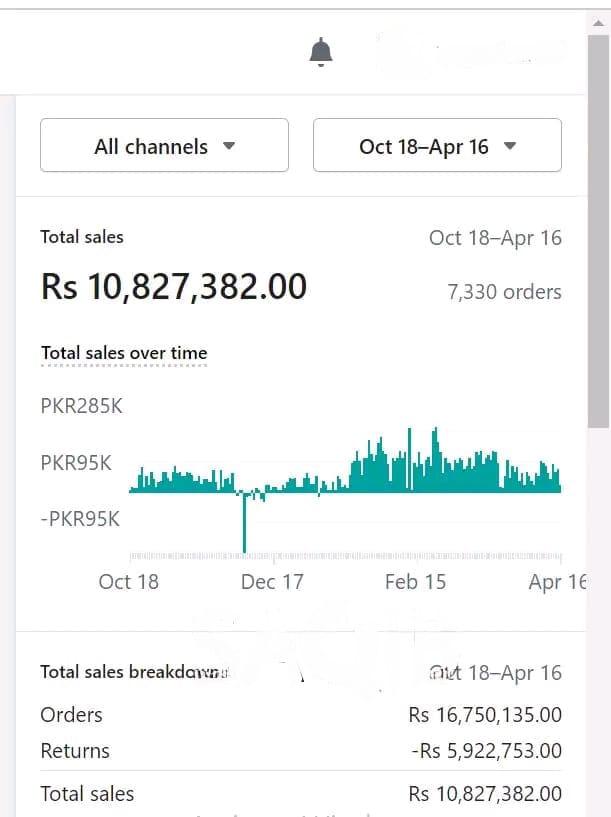 All channels
Oct 18–Apr 16
Total sales
Oct 18–Apr 16
Rs 10,827,382.00
7,330 orders
Total sales over time
PKR285K
PKR95K
-PKR95K
Oct 18
Dec 17
Feb 15
Apr 16
Total sales breakdown
Oct 18–Apr 16
Orders
Rs 16,750,135.00
Returns
-Rs 5,922,753.00
Total sales
Rs 10,827,382.00